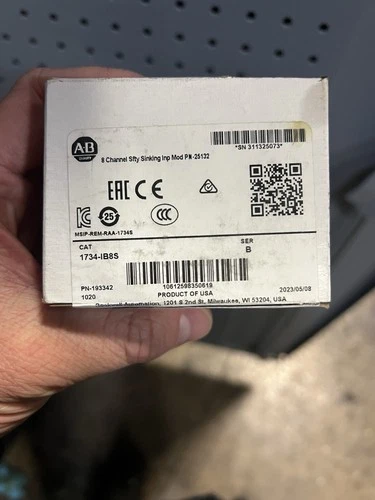 A-B
QUALITY
8 Channel Sfty Sinking Inp Mod PN-25122
*SN 311325073*
EAC CE
25
CCC
MSIP-REM-RAA-1734S
CAT
1734-IB8S
SER
B
PN-193342
1020
10612598350619
PRODUCT OF USA
2023/05/08
Rockwell Automation, 1201 S 2nd St, Milwaukee, WI 53204, USA